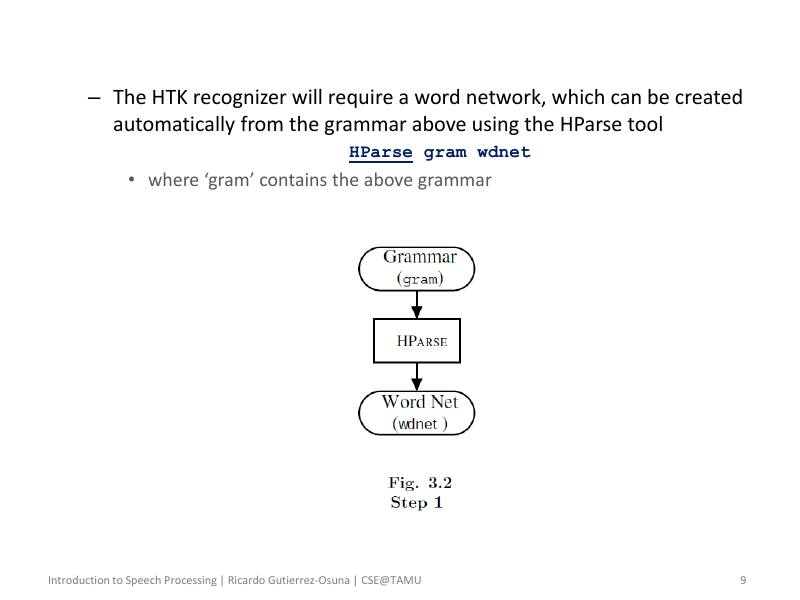 – The HTK recognizer will require a word network, which can be created
automatically from the grammar above using the HParse tool
HParse gram wdnet
• where ‘gram’ contains the above grammar
Grammar
(gram)
HPARSE
Word Net
(wdnet )
Fig. 3.2
Step 1
Introduction to Speech Processing | Ricardo Gutierrez-Osuna | CSE@TAMU
9